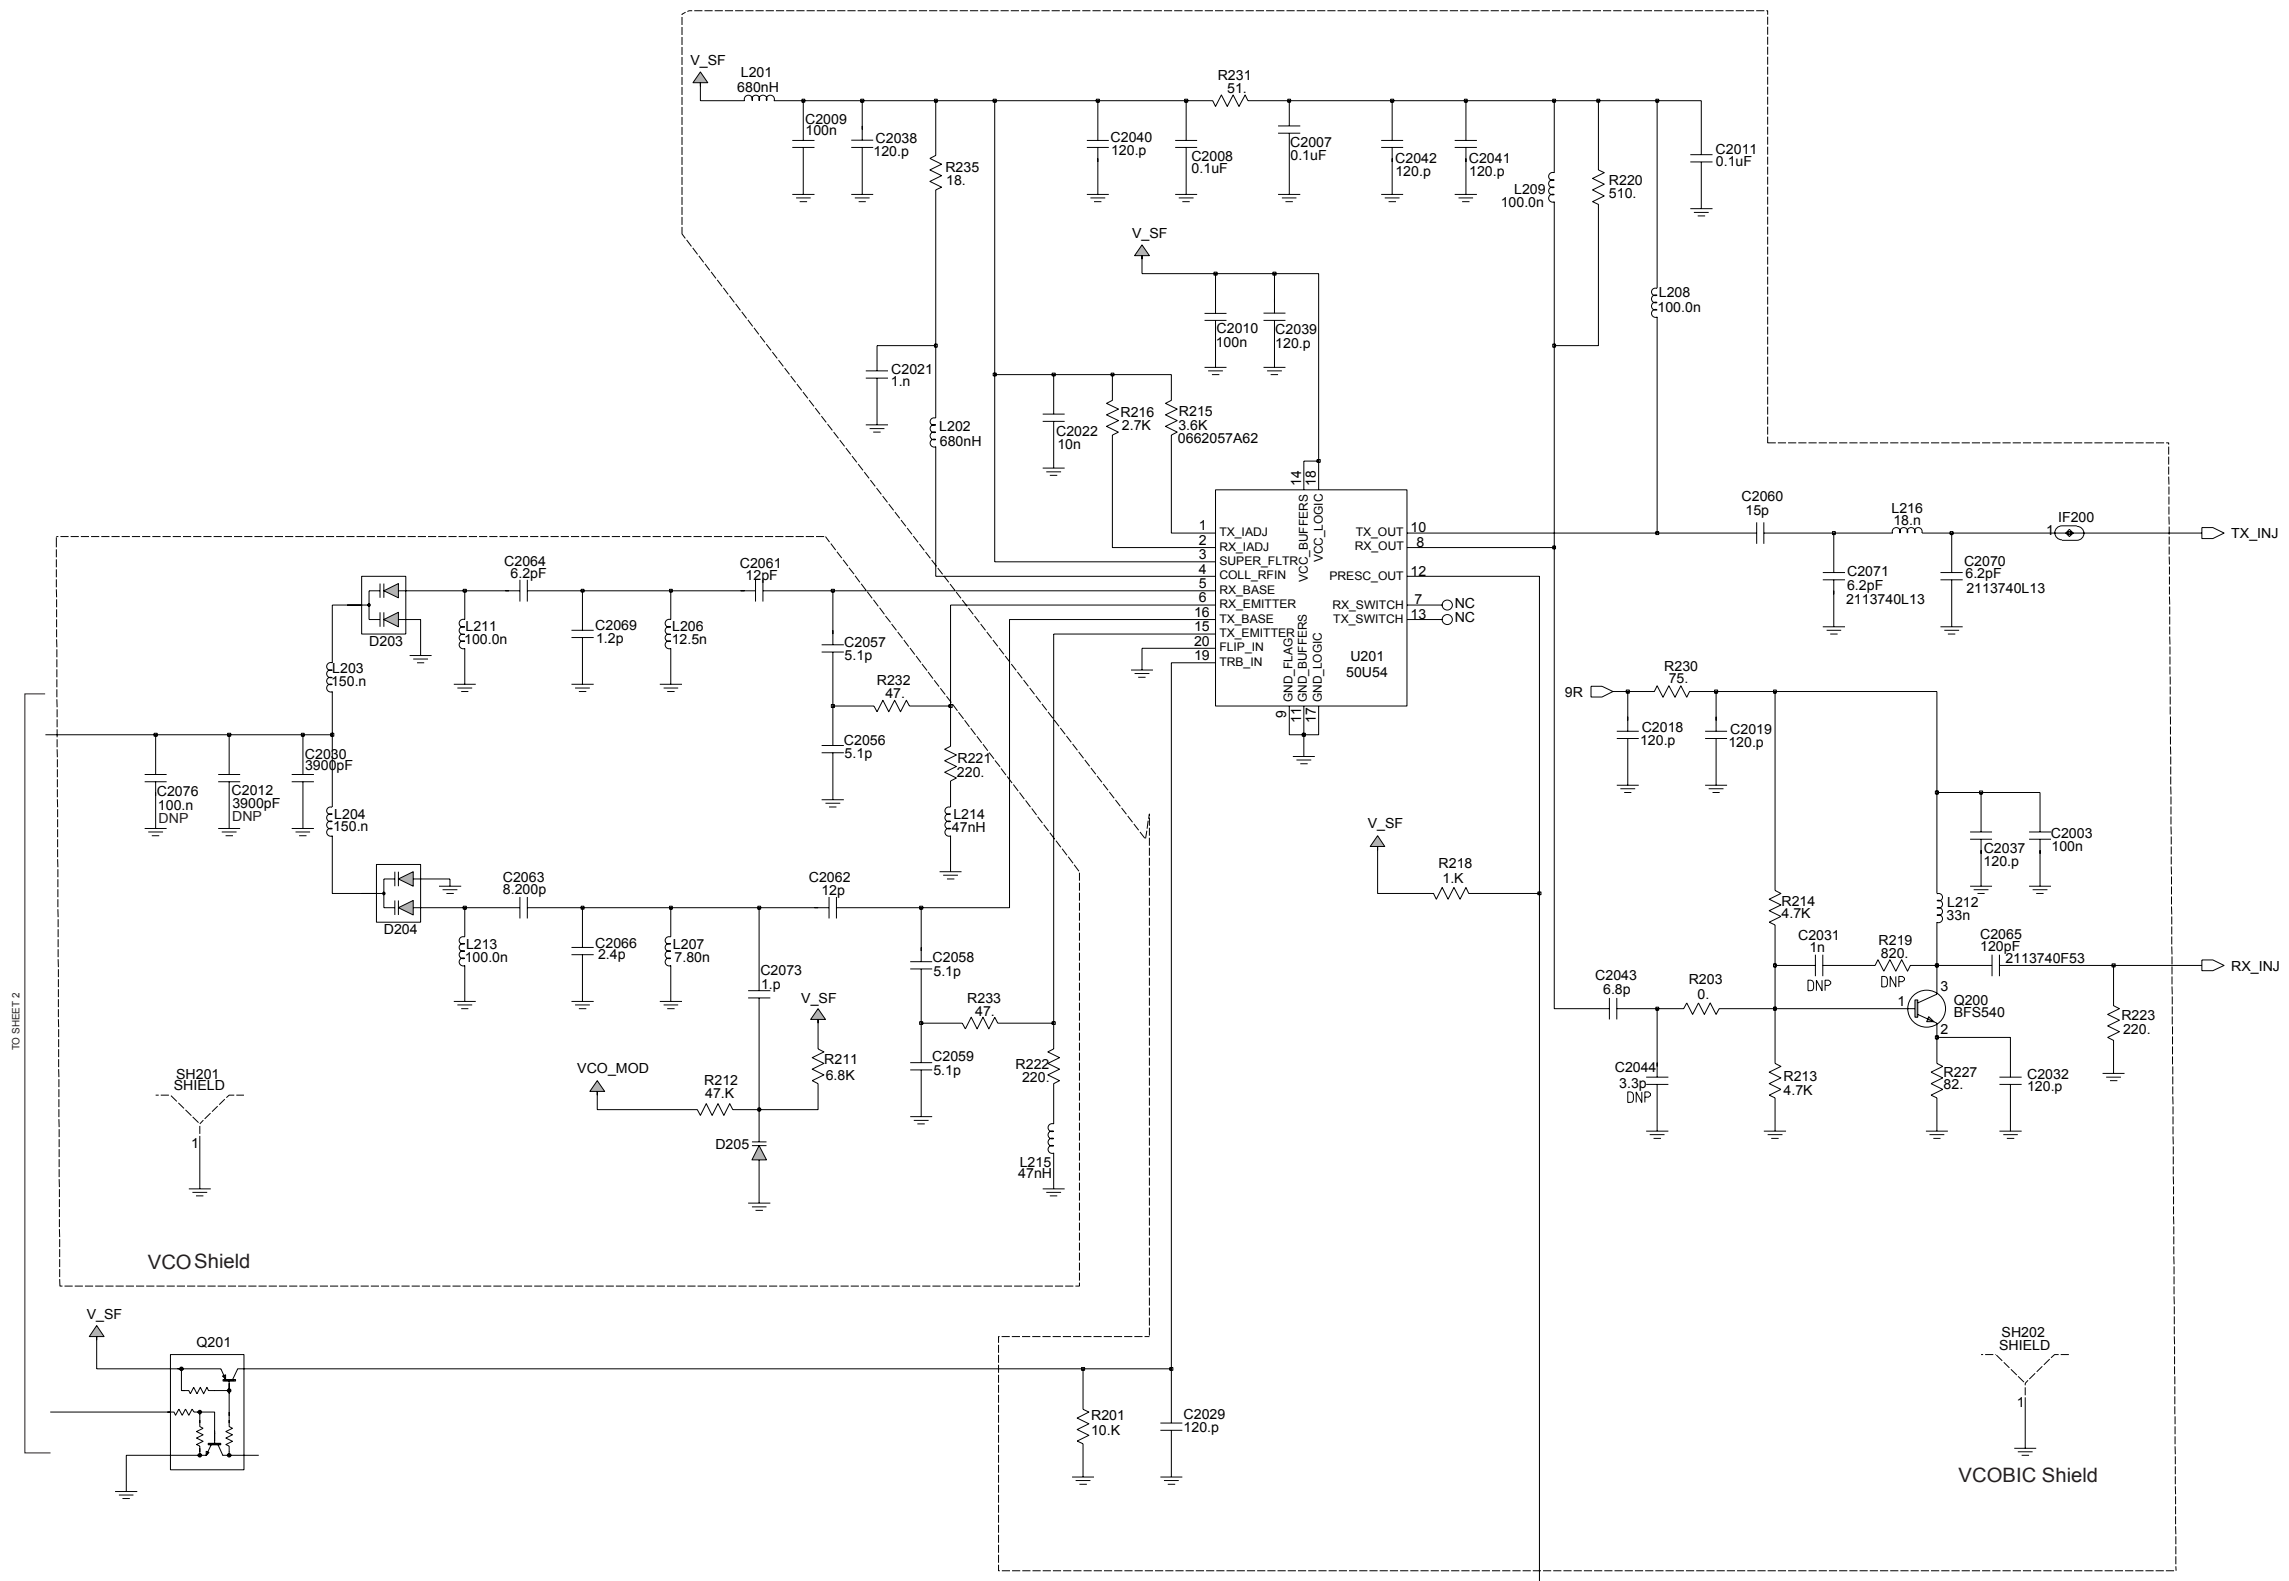 V_SF
L201
680nH
R231
51.
C2009
100n
C2038
120.p
R235
18.
C2040
120.p
C2008
0.1uF
C2007
0.1uF
C2042
120.p
C2041
120.p
L209
100.0n
R220
510.
C2011
0.1uF
V_SF
C2010
100n
C2039
120.p
L208
100.0n
C2021
1.n
L202
680nH
C2022
10n
R216
2.7K
R215
3.6K
0662057A62
14
18
VCC_BUFFERS
VCC_LOGIC
1
TX_IADJ
2
RX_IADJ
3
SUPER_FLTR
4
COLL_RFIN
5
RX_BASE
6
RX_EMITTER
16
TX_BASE
15
TX_EMITTER
20
FLIP_IN
19
TRB_IN
TX_OUT
10
RX_OUT
8
PRESC_OUT
12
RX_SWITCH
7
NC
TX_SWITCH
13
NC
U201
50U54
GND_FLAG
GND_BUFFERS
GND_LOGIC
9
11
17
C2060
15p
L216
18.n
1
IF200
TX_INJ
C2071
6.2pF
2113740L13
C2070
6.2pF
2113740L13
D203
L211
100.0n
C2064
6.2pF
C2069
1.2p
L206
12.5n
C2061
12pF
C2057
5.1p
R232
47.
C2056
5.1p
R221
220.
L214
47nH
L203
150.n
TO SHEET 2
C2076
100.n
DNP
C2012
3900pF
DNP
C2030
3900pF
L204
150.n
D204
L213
100.0n
C2063
8.200p
C2066
2.4p
L207
7.80n
C2073
1.p
C2062
12p
C2058
5.1p
R233
47.
C2059
5.1p
R222
220.
L215
47nH
V_SF
R211
6.8K
VCO_MOD
R212
47.K
D205
SH201
SHIELD
1
VCO Shield
V_SF
Q201
R201
10.K
C2029
120.p
V_SF
R218
1.K
9R
R230
75.
C2018
120.p
C2019
120.p
C2037
120.p
C2003
100n
R214
4.7K
L212
33n
C2031
1n
DNP
R219
820.
DNP
C2065
120pF
2113740F53
RX_INJ
C2043
6.8p
R203
0.
1
3
2
Q200
BFS540
R223
220.
C2044
3.3p
DNP
R213
4.7K
R227
82.
C2032
120.p
SH202
SHIELD
1
VCOBIC Shield